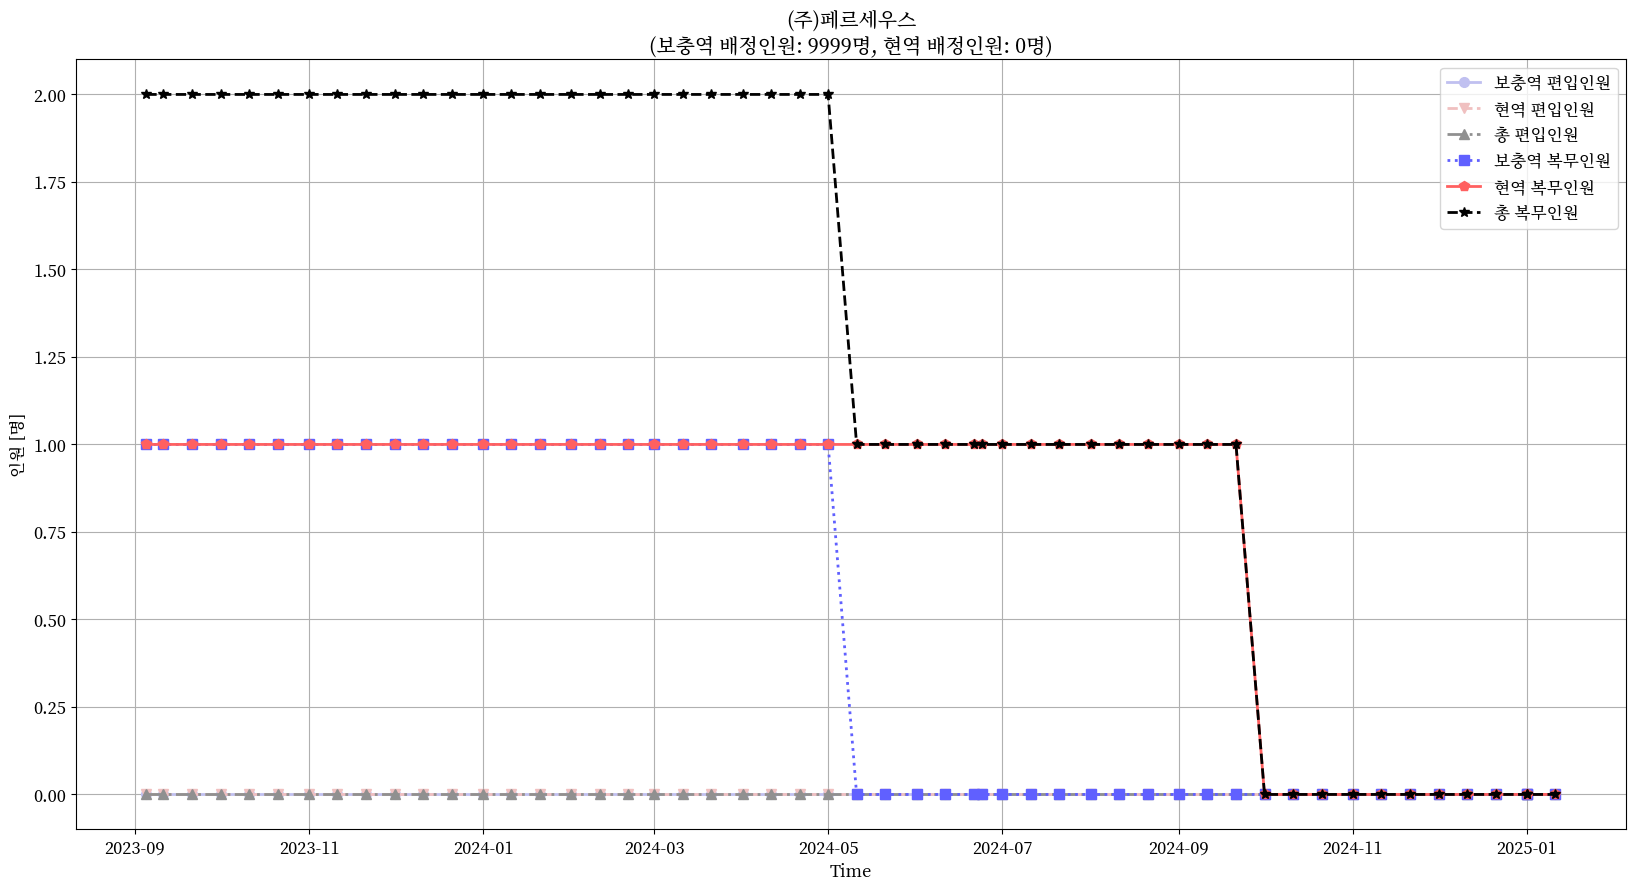 (주)페르세우스
(보충역 배정인원: 9999명, 현역 배정인원: 0명)
보충역 편입인원
현역 편입인원
총 편입인원
보충역 복무인원
현역 복무인원
총 복무인원
인원 [명]
2.00
1.75
1.50
1.25
1.00
0.75
0.50
0.25
0.00
2023-09
2023-11
2024-01
2024-03
2024-05
2024-07
2024-09
2024-11
2025-01
Time